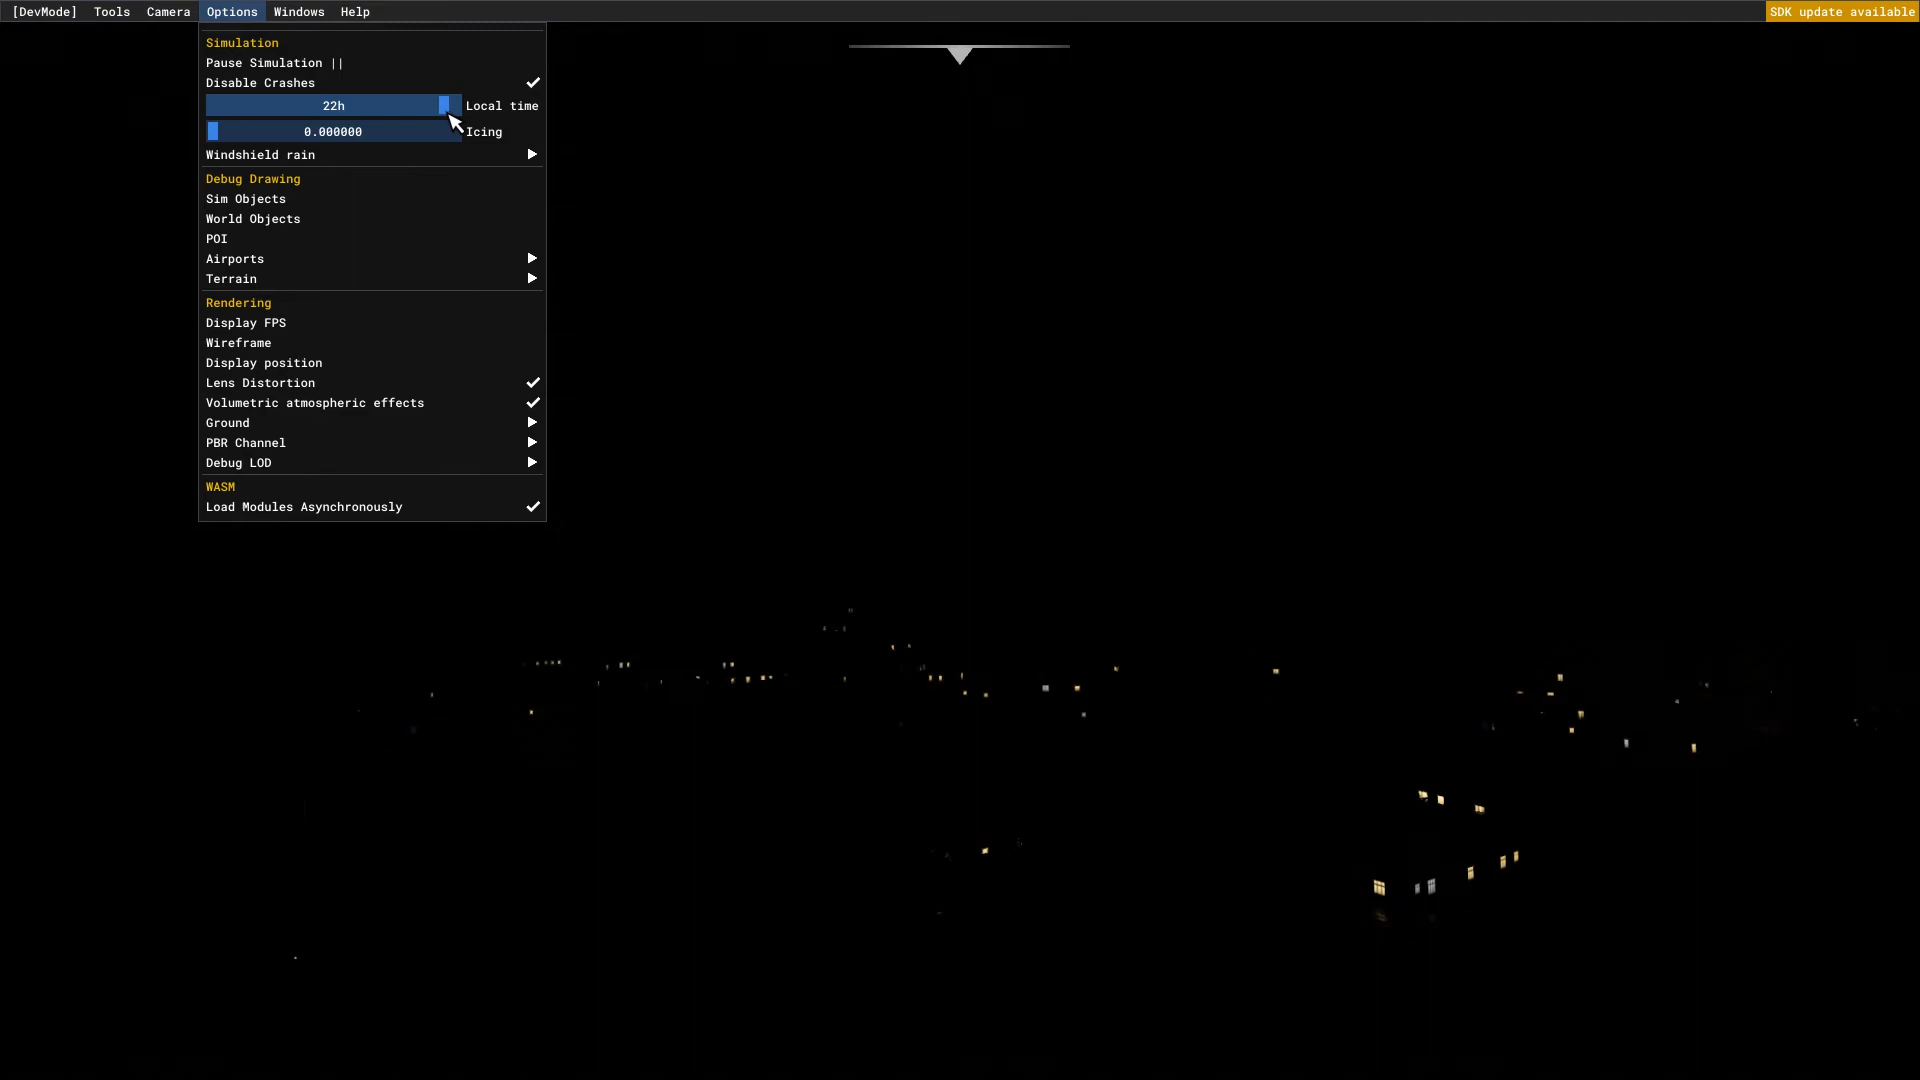 [DevMode] Tools Camera Options Windows Help SDK update available
Simulation
Pause Simulation ||
Disable Crashes
22h Local time
0.000000 Icing
Windshield rain
Debug Drawing
Sim Objects
World Objects
POI
Airports
Terrain
Rendering
Display FPS
Wireframe
Display position
Lens Distortion
Volumetric atmospheric effects
Ground
PBR Channel
Debug LOD
WASM
Load Modules Asynchronously